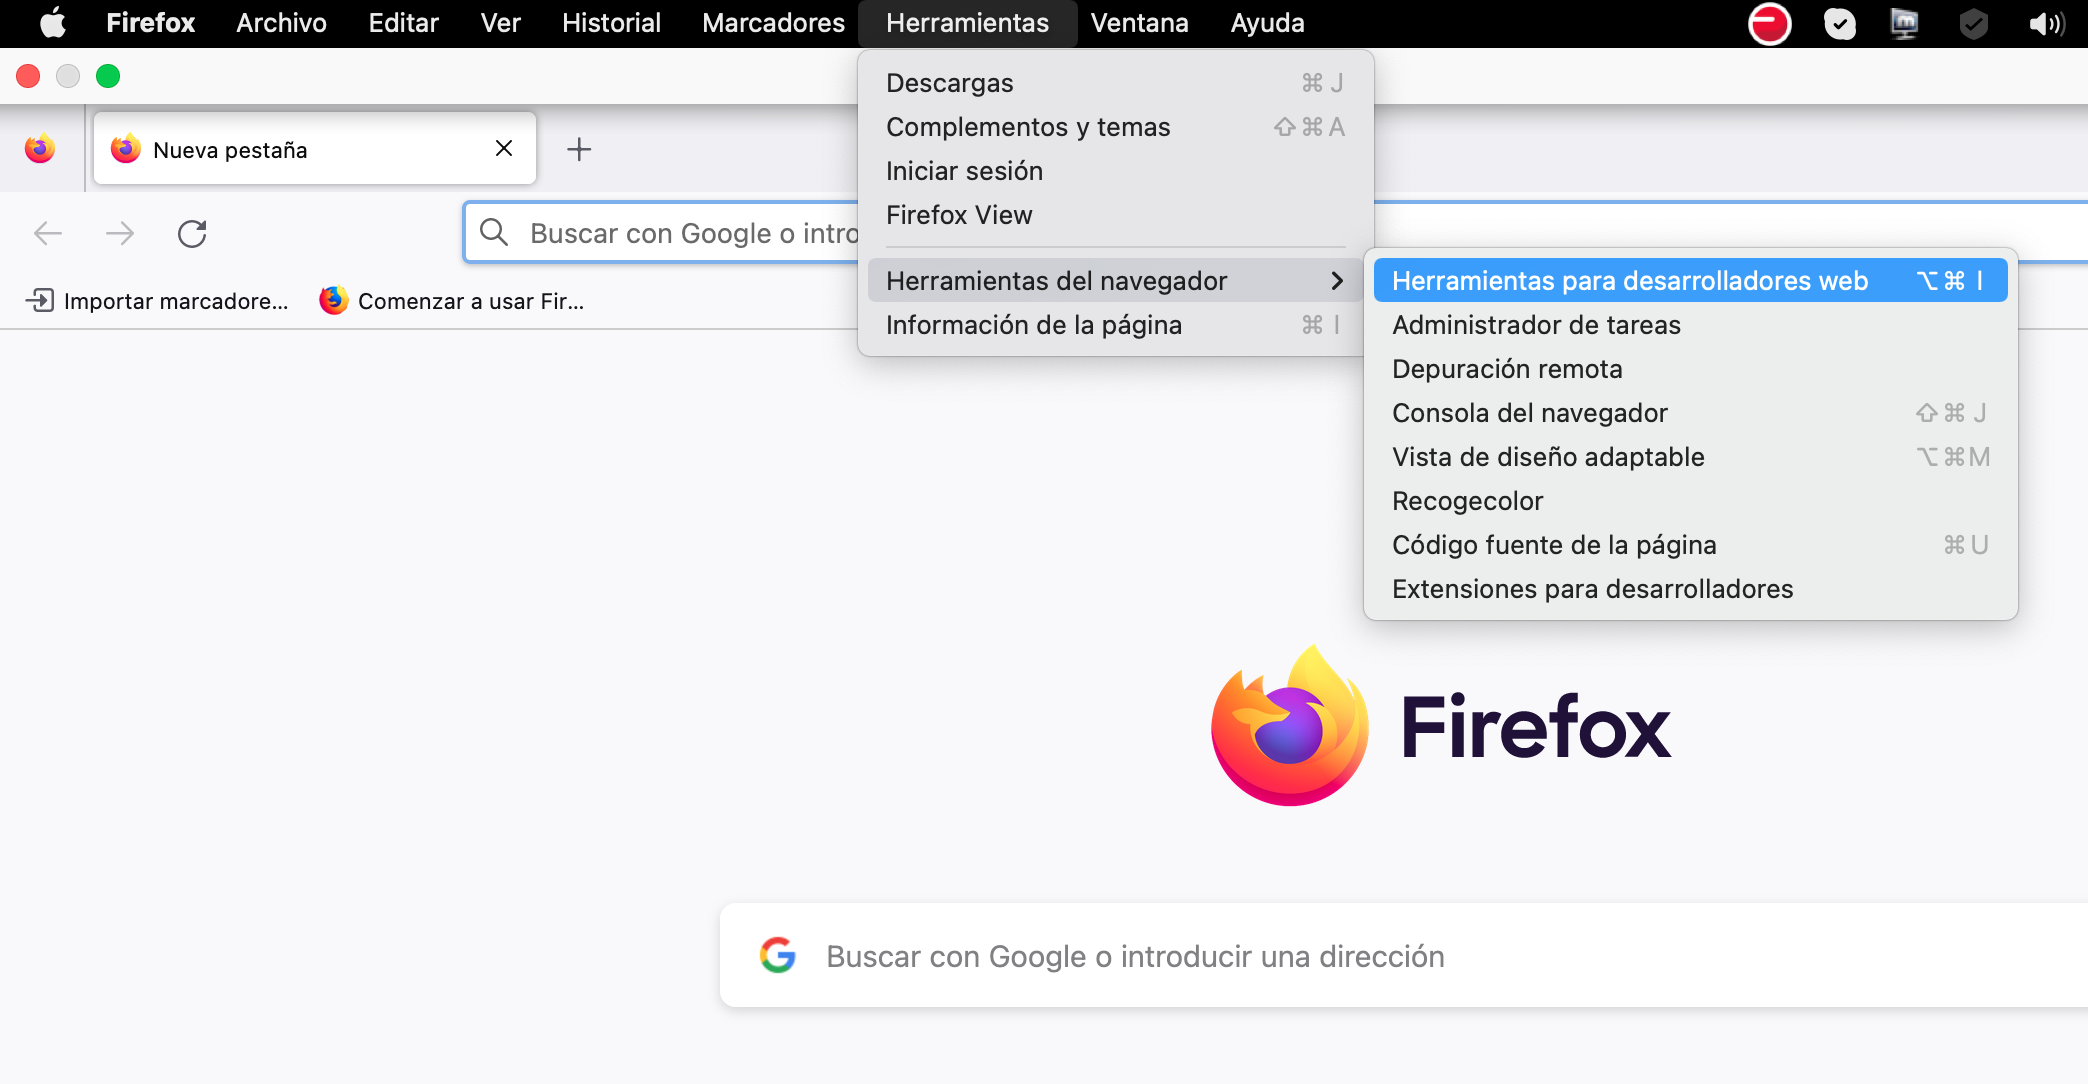 Firefox Archivo Editar Ver Historial Marcadores Herramientas Ventana Ayuda
Descargas ⌘ J
Complementos y temas ⇧ ⌘ A
Iniciar sesión
Firefox View
Herramientas del navegador
Información de la página ⌘ I
Herramientas para desarrolladores web ⌥ ⌘ I
Administrador de tareas
Depuración remota
Consola del navegador ⇧ ⌘ J
Vista de diseño adaptable ⌥ ⌘ M
Recogecolor
Código fuente de la página ⌘ U
Extensiones para desarrolladores
Nueva pestaña
Buscar con Google o intro
Importar marcadore... Comenzar a usar Fir...
Firefox
Buscar con Google o introducir una dirección